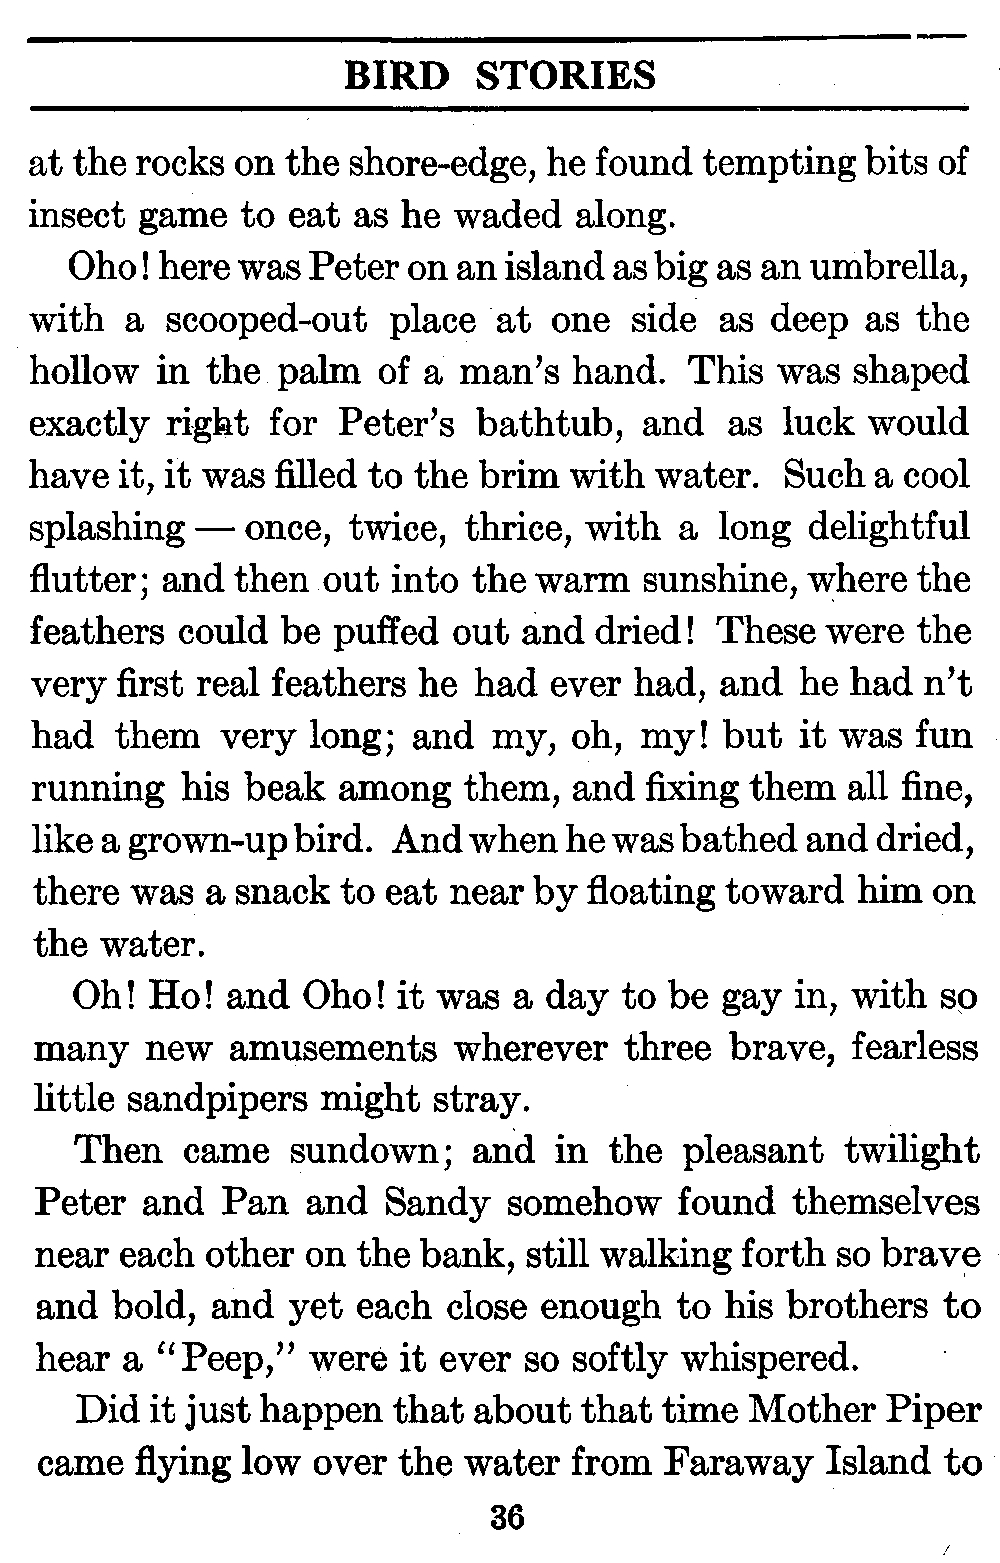 BIRD STORIES
at the rocks on the shore-edge, he found tempting bits of
insect game to eat as he waded along.
Oho! here was Peter on an island as big as an umbrella,
with a scooped-out place at one side as deep as the
hollow in the palm of a man's hand. This was shaped
exactly right for Peter's bathtub, and as luck would
have it, it was filled to the brim with water. Such a cool
splashing — once, twice, thrice, with a long delightful
flutter; and then out into the warm sunshine, where the
feathers could be puffed out and dried! These were the
very first real feathers he had ever had, and he had n't
had them very long; and my, oh, my! but it was fun
running his beak among them, and fixing them all fine,
like a grown-up bird. And when he was bathed and dried,
there was a snack to eat near by floating toward him on
the water.
Oh! Ho! and Oho! it was a day to be gay in, with so
many new amusements wherever three brave, fearless
little sandpipers might stray.
Then came sundown; and in the pleasant twilight
Peter and Pan and Sandy somehow found themselves
near each other on the bank, still walking forth so brave
and bold, and yet each close enough to his brothers to
hear a "Peep," were it ever so softly whispered.
Did it just happen that about that time Mother Piper
came flying low over the water from Faraway Island to
36